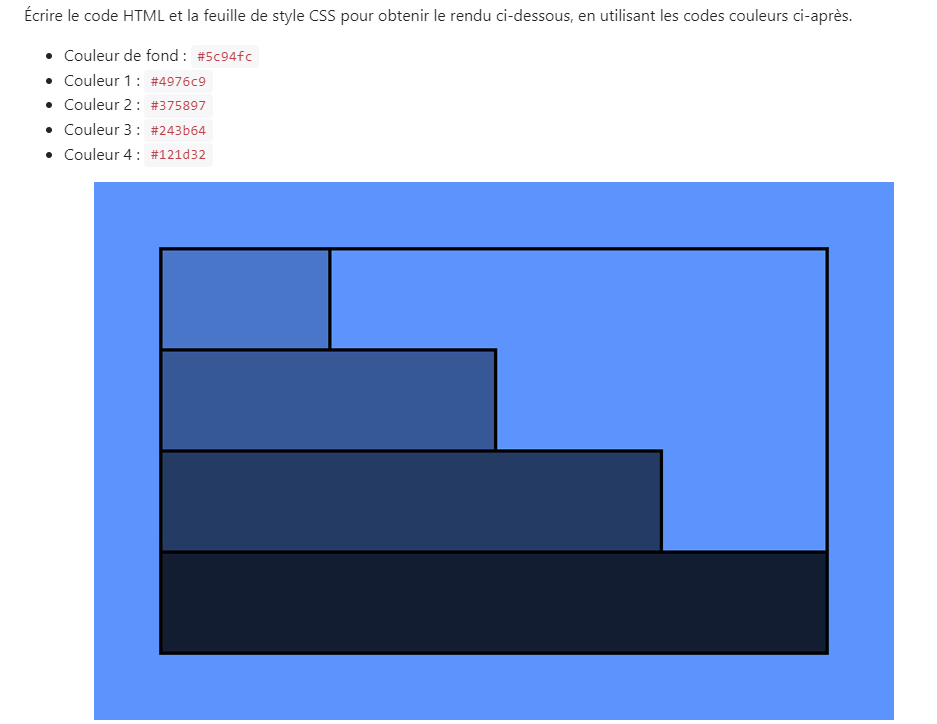 Écrire le code HTML et la feuille de style CSS pour obtenir le rendu ci-dessous, en utilisant les codes couleurs ci-après.
• Couleur de fond : #5c94fc
• Couleur 1 : #4976c9
• Couleur 2 : #375897
• Couleur 3 : #243b64
• Couleur 4 : #121d32